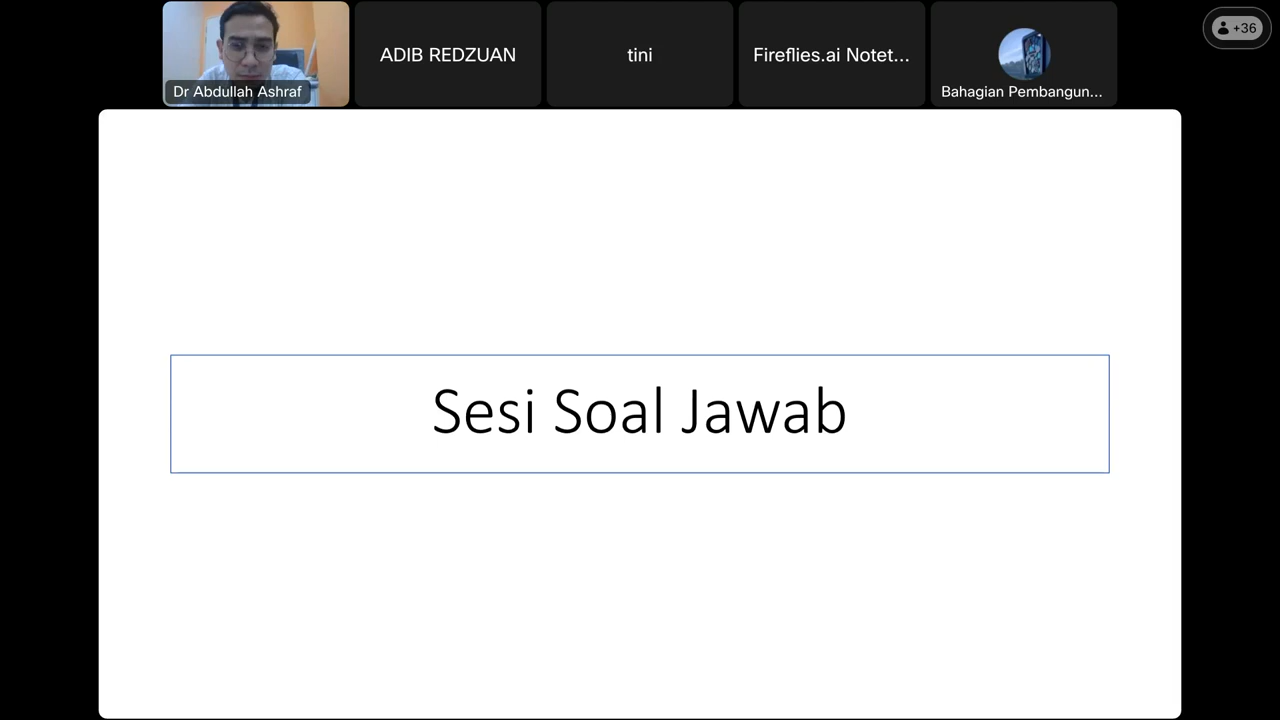 Dr Abdullah Ashraf
ADIB REDZUAN
tini
Fireflies.ai Notet...
Bahagian Pembangun...
+36
Sesi Soal Jawab